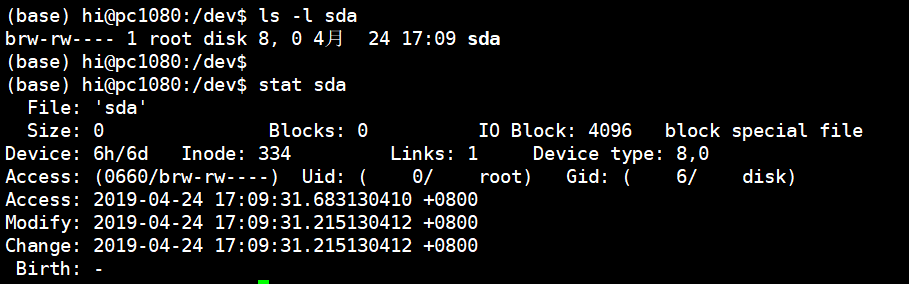 (base) hi@pc1080:/dev$ ls -l sda
brw-rw---- 1 root disk 8, 0 4月  24 17:09 sda
(base) hi@pc1080:/dev$
(base) hi@pc1080:/dev$ stat sda
  File: 'sda'
  Size: 0               Blocks: 0          IO Block: 4096   block special file
Device: 6h/6d   Inode: 334         Links: 1     Device type: 8,0
Access: (0660/brw-rw----)  Uid: (    0/    root)   Gid: (    6/    disk)
Access: 2019-04-24 17:09:31.683130410 +0800
Modify: 2019-04-24 17:09:31.215130412 +0800
Change: 2019-04-24 17:09:31.215130412 +0800
 Birth: -